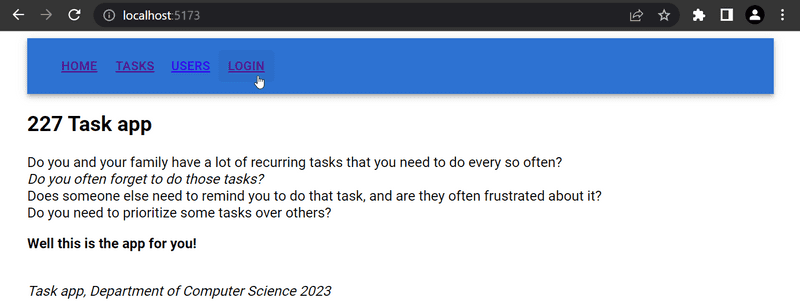 localhost:5173
HOME TASKS USERS LOGIN
227 Task app
Do you and your family have a lot of recurring tasks that you need to do every so often?
Do you often forget to do those tasks?
Does someone else need to remind you to do that task, and are they often frustrated about it?
Do you need to prioritize some tasks over others?
Well this is the app for you!
Task app, Department of Computer Science 2023